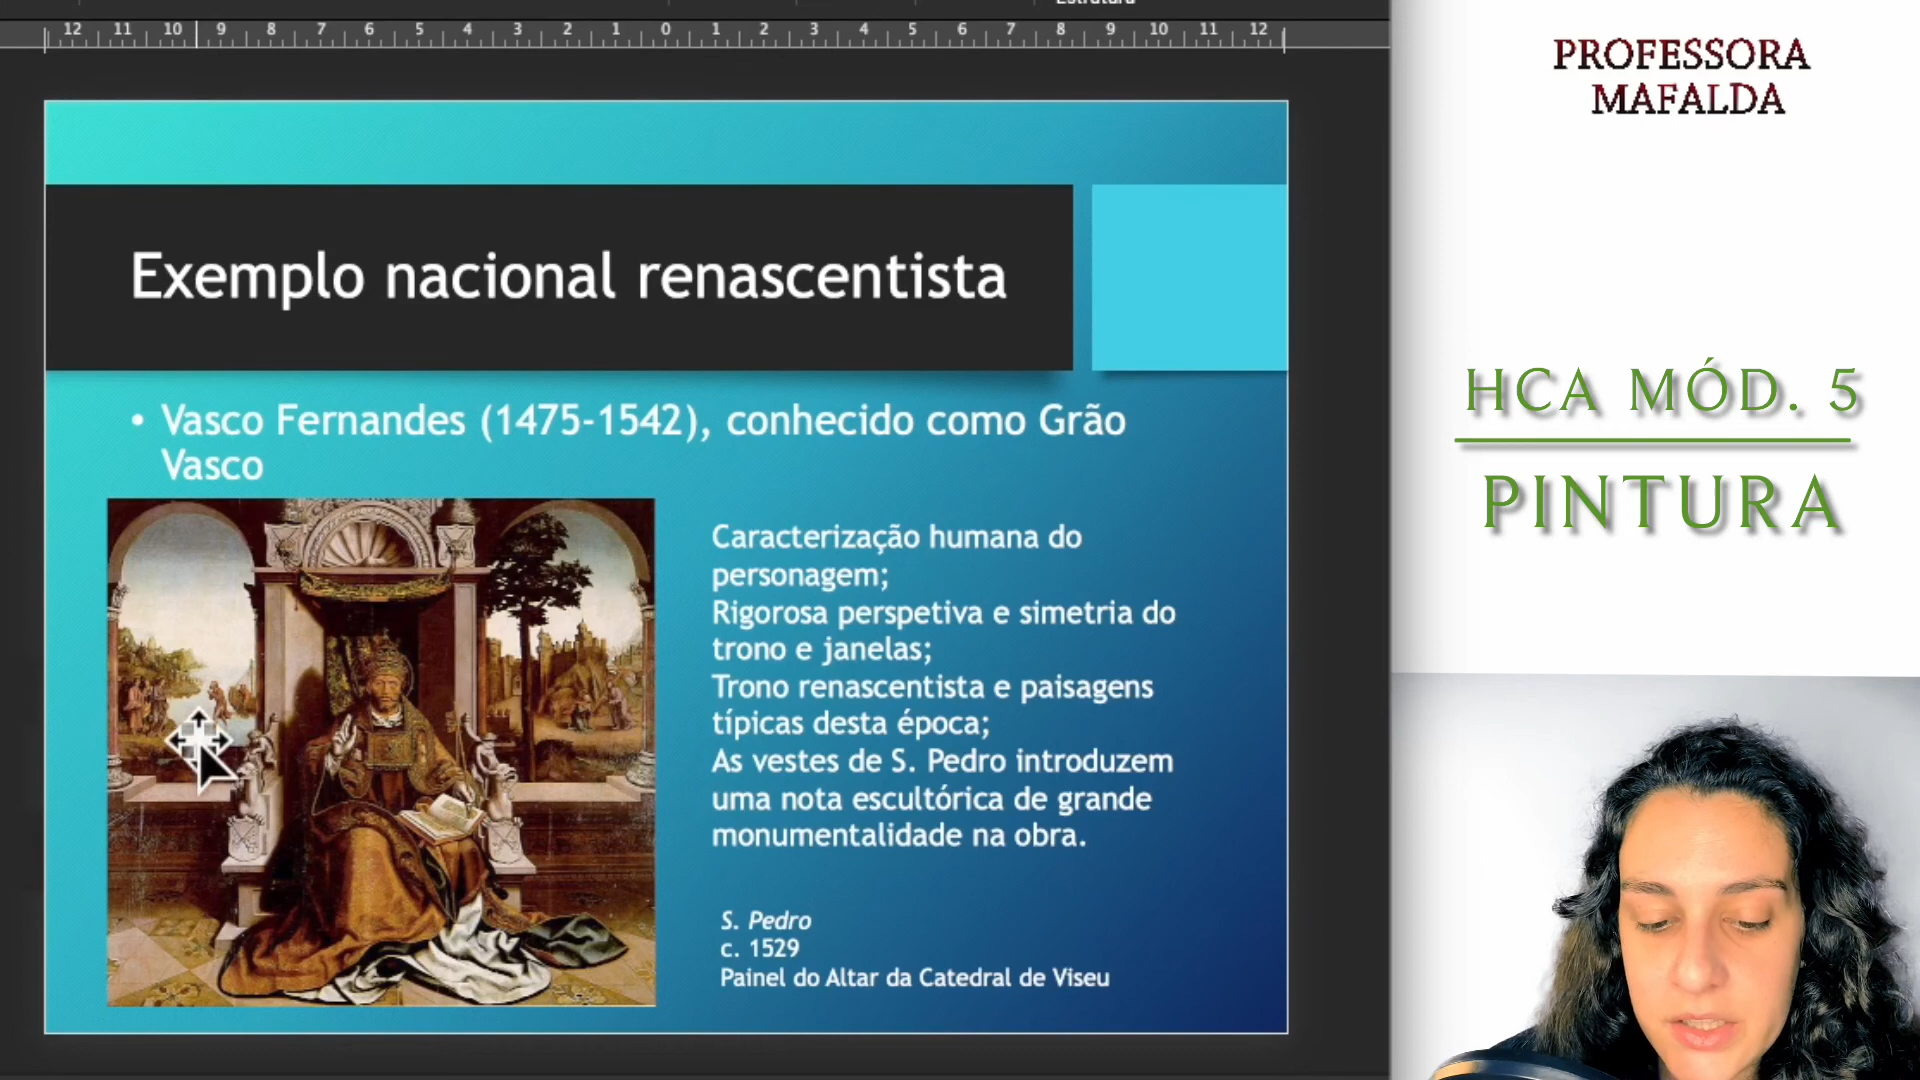 Estrutura
12 11 10 9 8 7 6 5 4 3 2 1 0 1 2 3 4 5 6 7 8 9 10 11 12
PROFESSORA
MAFALDA
Exemplo nacional renascentista
• Vasco Fernandes (1475-1542), conhecido como Grão
Vasco
Caracterização humana do
personagem;
Rigorosa perspetiva e simetria do
trono e janelas;
Trono renascentista e paisagens
típicas desta época;
As vestes de S. Pedro introduzem
uma nota escultórica de grande
monumentalidade na obra.
S. Pedro
c. 1529
Painel do Altar da Catedral de Viseu
HCA MÓD. 5
PINTURA